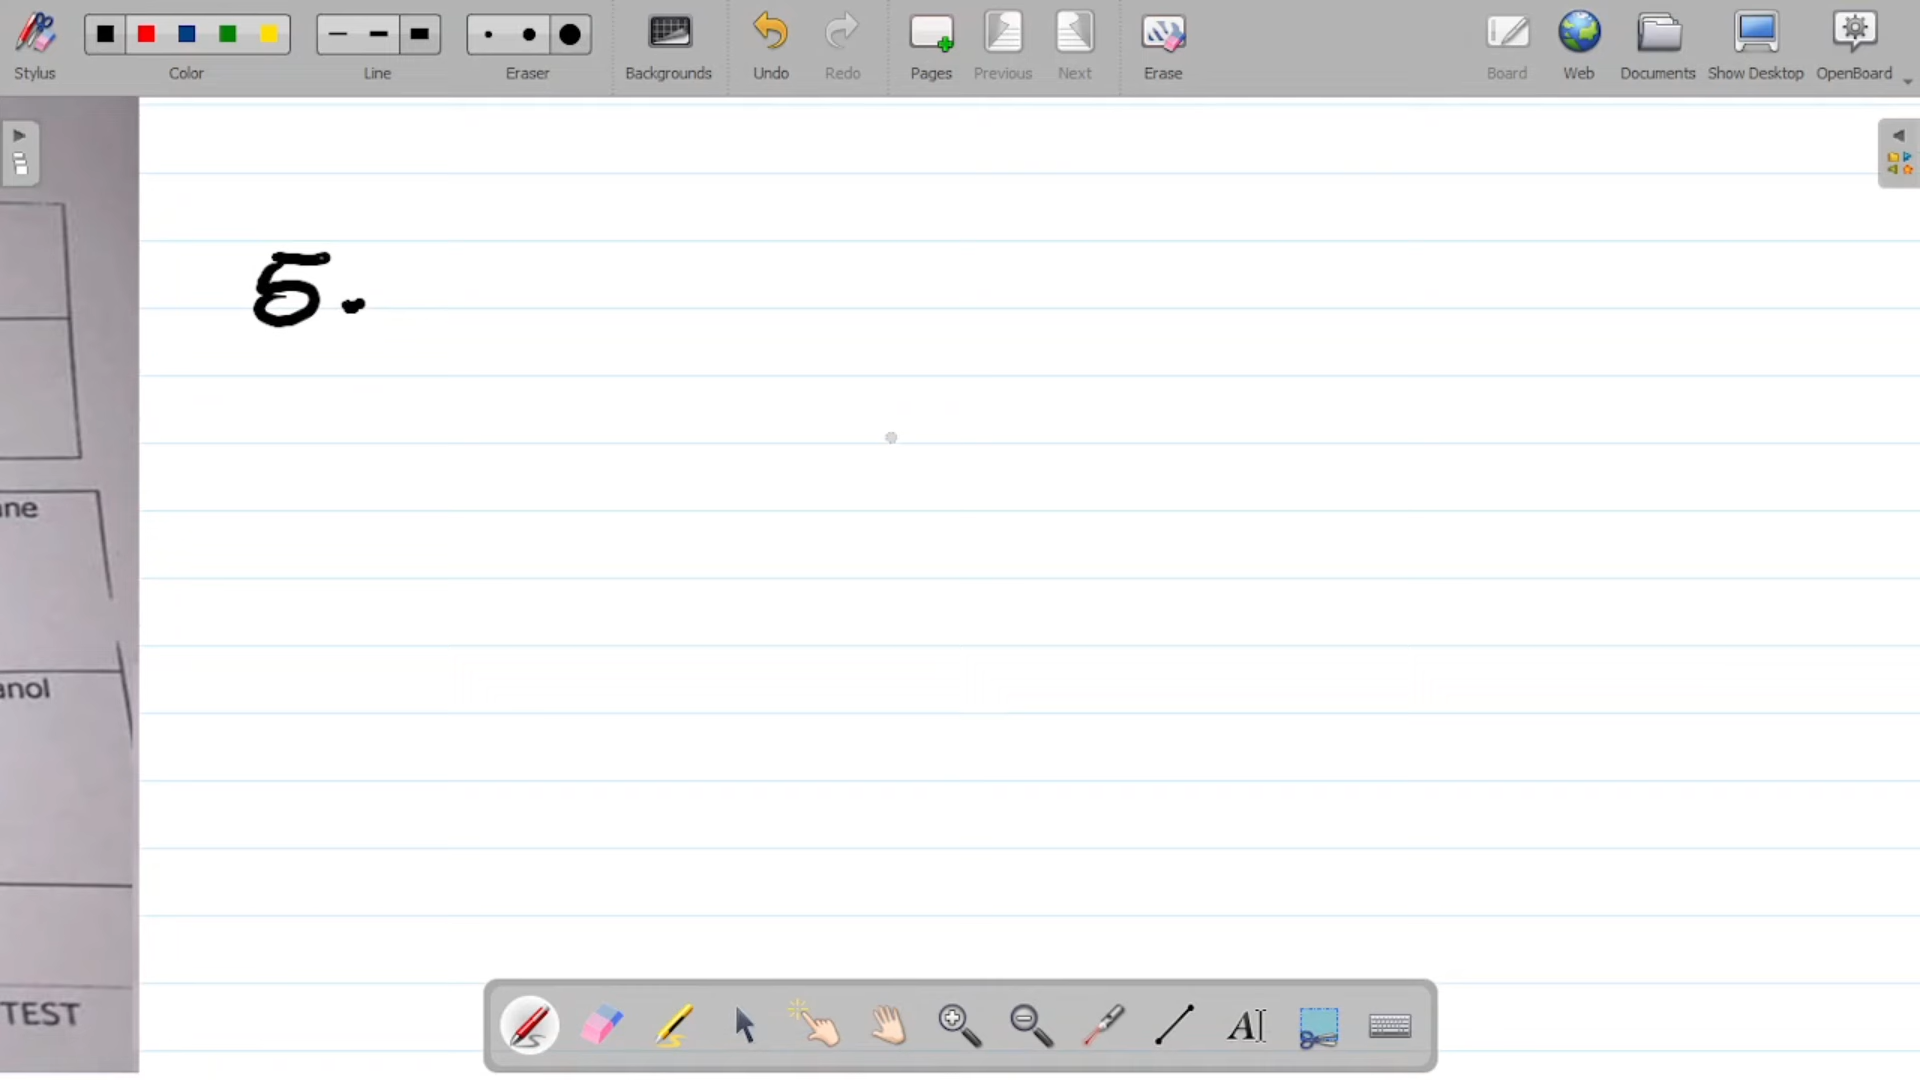 Stylus
Color
Line
Eraser
Backgrounds
Undo
Redo
Pages
Previous
Next
Erase
Board
Web
Documents
Show Desktop
OpenBoard
5.
ne
anol
TEST